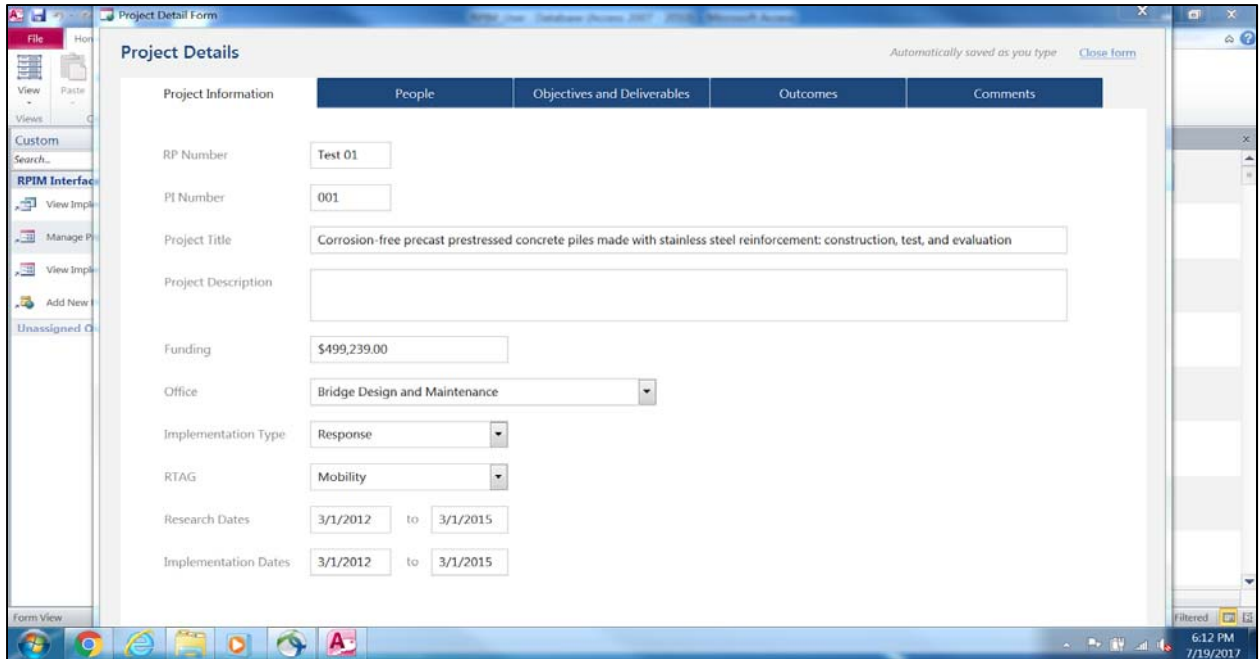 Project Detail Form
File
Hom
View
Paste
Views
Custom
Search...
RPIM Interfac
View Imple
Manage Pr
View Imple
Add New
Unassigned O
Form View
Project Details
Automatically saved as you type
Close form
Project Information
People
Objectives and Deliverables
Outcomes
Comments
RP Number
Test 01
PI Number
001
Project Title
Corrosion-free precast prestressed concrete piles made with stainless steel reinforcement: construction, test, and evaluation
Project Description
Funding
$499,239.00
Office
Bridge Design and Maintenance
Implementation Type
Response
RTAG
Mobility
Research Dates
3/1/2012 to 3/1/2015
Implementation Dates
3/1/2012 to 3/1/2015
Filtered
6:12 PM
7/19/2017